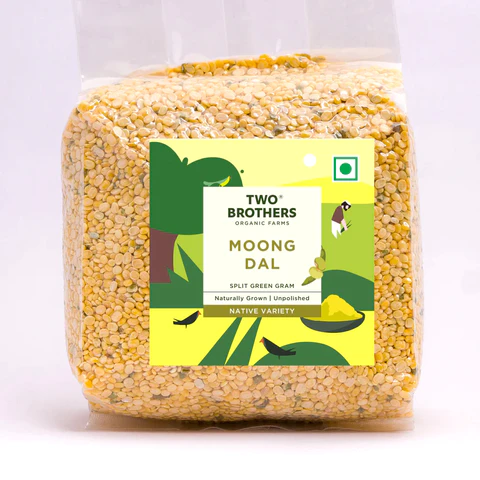 TWO®
BROTHERS
ORGANIC FARMS
MOONG
DAL
SPLIT GREEN GRAM
Naturally Grown | Unpolished
NATIVE VARIETY